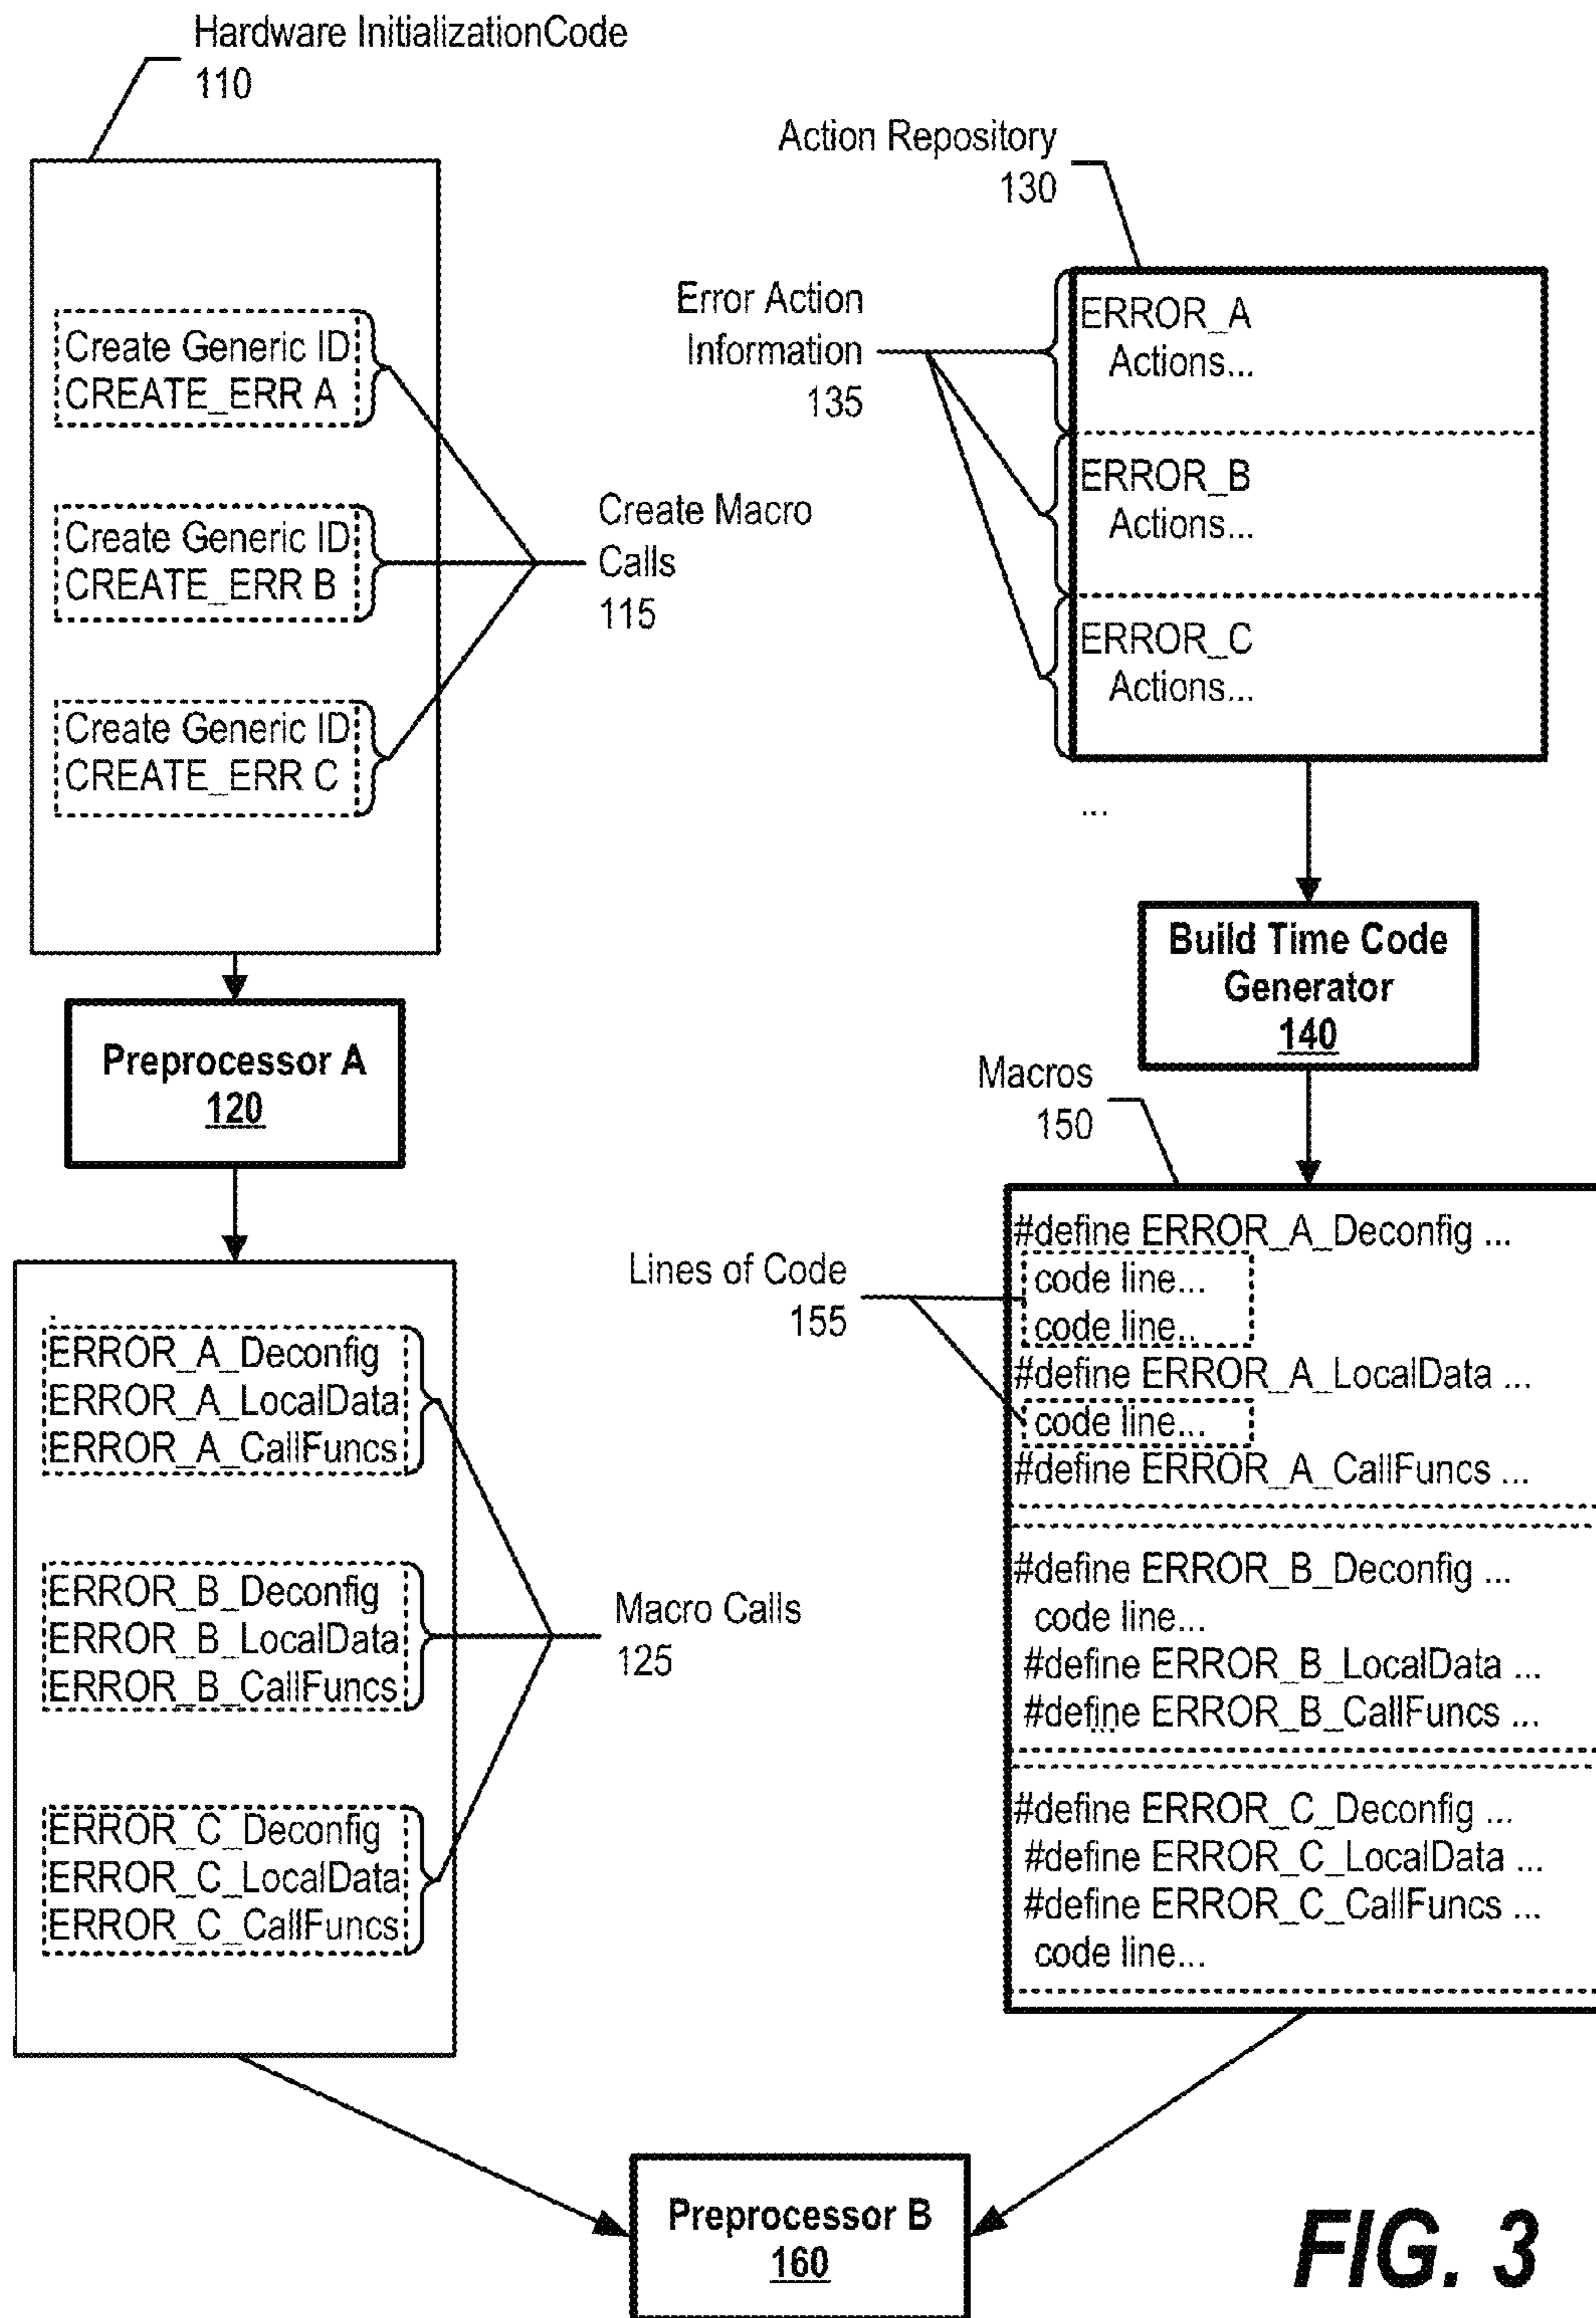 Hardware InitializationCode
110
Create Generic ID
CREATE_ERR A
Create Generic ID
CREATE_ERR B
Create Generic ID
CREATE_ERR C
Create Macro
Calls
115
Preprocessor A
120
ERROR_A_Deconfig
ERROR_A_LocalData
ERROR_A_CallFuncs
ERROR_B_Deconfig
ERROR_B_LocalData
ERROR_B_CallFuncs
ERROR_C_Deconfig
ERROR_C_LocalData
ERROR_C_CallFuncs
Macro Calls
125
Action Repository
130
Error Action
Information
135
ERROR_A
Actions...
ERROR_B
Actions...
ERROR_C
Actions...
...
Build Time Code
Generator
140
Macros
150
Lines of Code
155
#define ERROR_A_Deconfig ...
code line...
code line..
#define ERROR_A_LocalData ...
code line...
#define ERROR_A_CallFuncs ...
#define ERROR_B_Deconfig ...
code line...
#define ERROR_B_LocalData ...
#define ERROR_B_CallFuncs ...
...
#define ERROR_C_Deconfig ...
#define ERROR_C_LocalData ...
#define ERROR_C_CallFuncs ...
code line...
Preprocessor B
160
FIG. 3